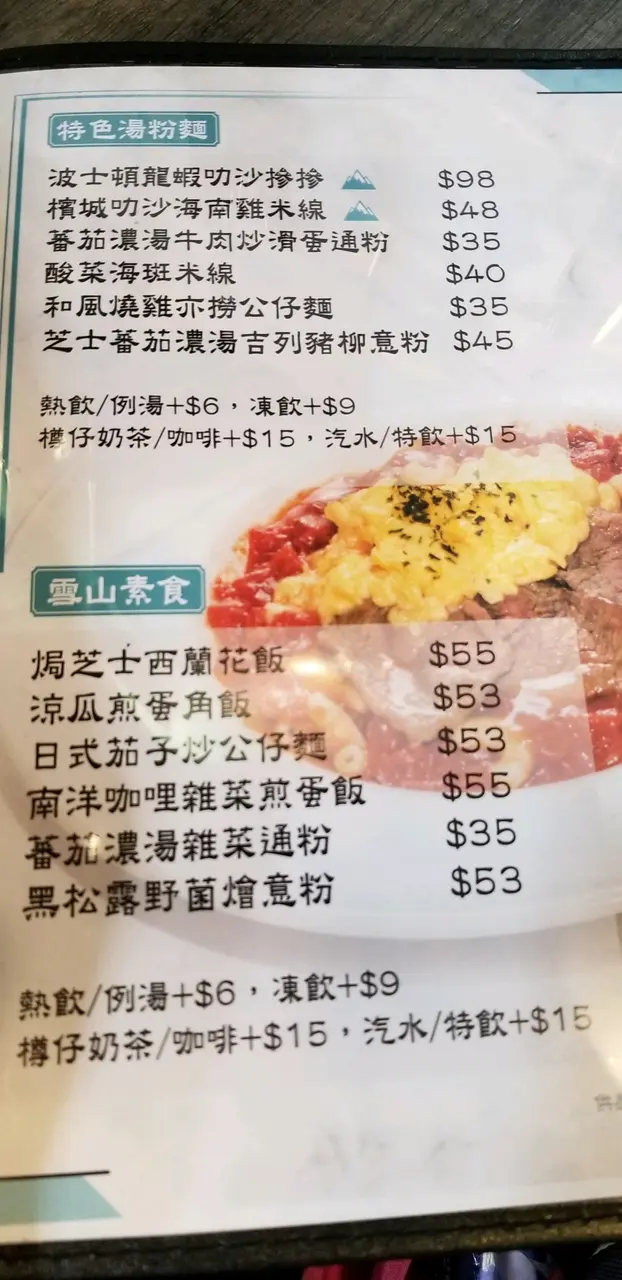 特色湯粉麵
波士頓龍蝦叻沙摻摻 $98
檳城叻沙海南雞米線 $48
蕃茄濃湯牛肉炒滑蛋通粉 $35
酸菜海斑米線 $40
和風燒雞亦撈公仔麵 $35
芝士蕃茄濃湯吉列豬柳意粉 $45
熱飲/例湯+$6，凍飲+$9
樽仔奶茶/咖啡+$15，汽水/特飲+$15
雪山素食
焗芝士西蘭花飯 $55
涼瓜煎蛋角飯 $53
日式茄子炒公仔麵 $53
南洋咖哩雜菜煎蛋飯 $55
蕃茄濃湯雜菜通粉 $35
黑松露野菌燴意粉 $53
熱飲/例湯+$6，凍飲+$9
樽仔奶茶/咖啡+$15，汽水/特飲+$15